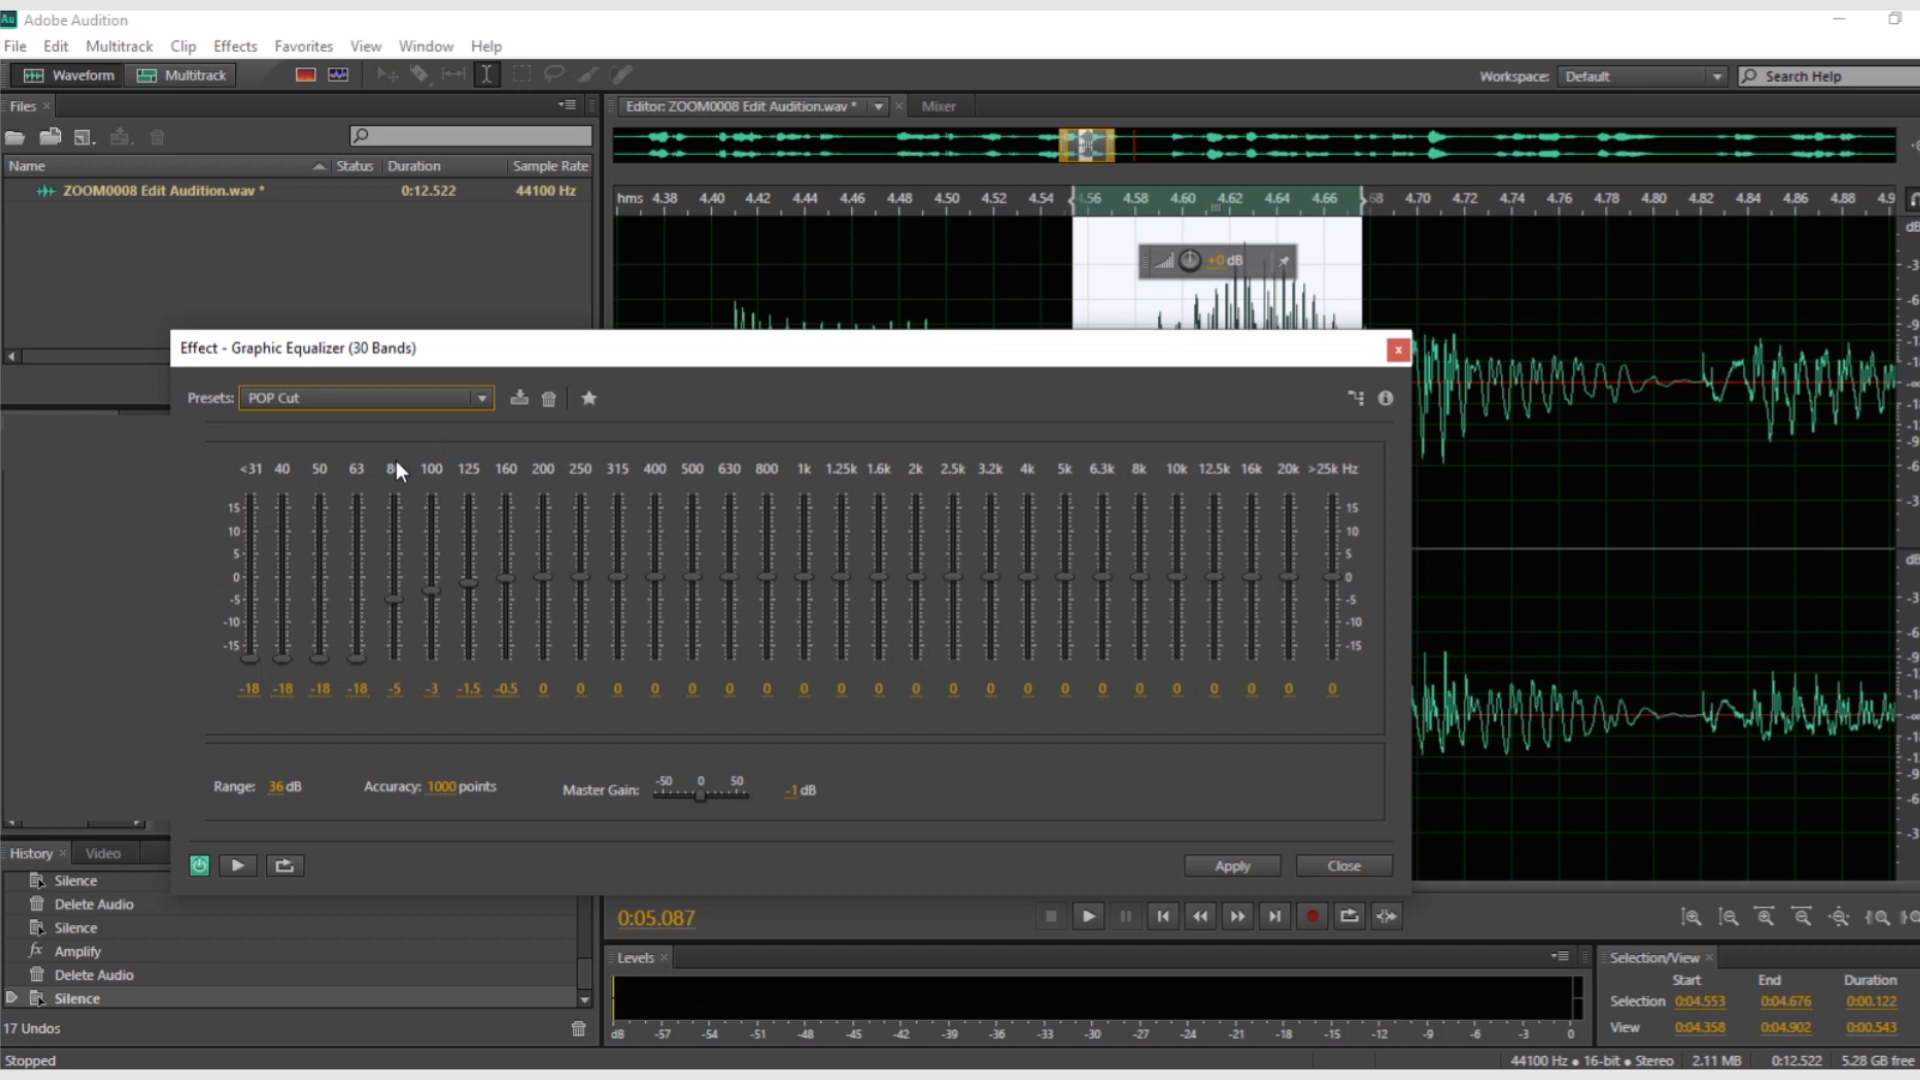 Au Adobe Audition
File Edit Multitrack Clip Effects Favorites View Window Help
Waveform Multitrack
Workspace: Default Search Help
Files
Editor: ZOOM0008 Edit Audition.wav * Mixer
Name Status Duration Sample Rate
ZOOM0008 Edit Audition.wav * 0:12.522 44100 Hz
hms 4.38 4.40 4.42 4.44 4.46 4.48 4.50 4.52 4.54 4.56 4.58 4.60 4.62 4.64 4.66 4.68 4.70 4.72 4.74 4.76 4.78 4.80 4.82 4.84 4.86 4.88 4.9
+0 dB
Effect - Graphic Equalizer (30 Bands)
Presets: POP Cut
<31 40 50 63 100 125 160 200 250 315 400 500 630 800 1k 1.25k 1.6k 2k 2.5k 3.2k 4k 5k 6.3k 8k 10k 12.5k 16k 20k >25k Hz
15 15
10 10
5 5
0 0
-5 -5
-10 -10
-15 -15
-18 -18 -18 -18 -5 -3 -1.5 -0.5 0 0 0 0 0 0 0 0 0 0 0 0 0 0 0 0 0 0 0 0 0 0
-50 0 50
Range: 36 dB Accuracy: 1000 points Master Gain: -1 dB
Apply Close
History Video
Silence
Delete Audio
Silence
fx Amplify
Delete Audio
Silence
17 Undos
Stopped
0:05.087
Levels
dB -57 -54 -51 -48 -45 -42 -39 -36 -33 -30 -27 -24 -21 -18 -15 -12 -9 -6 -3 0
Selection/View
Start End Duration
Selection 0:04.553 0:04.676 0:00.122
View 0:04.358 0:04.902 0:00.543
44100 Hz • 16-bit • Stereo 2.11 MB 0:12.522 5.28 GB free